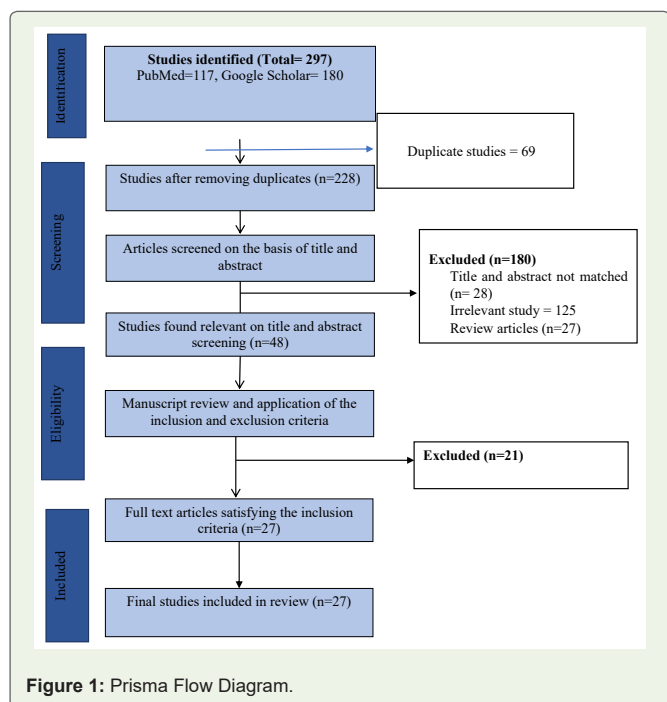 Identification
Studies identified (Total= 297)
PubMed=117, Google Scholar= 180
Duplicate studies = 69
Screening
Studies after removing duplicates (n=228)
Articles screened on the basis of title and
abstract
Excluded (n=180)
Title and abstract not matched
(n= 28)
Irrelevant study = 125
Review articles (n=27)
Studies found relevant on title and abstract
screening (n=48)
Eligibility
Manuscript review and application of the
inclusion and exclusion criteria
Excluded (n=21)
Full text articles satisfying the inclusion
criteria (n=27)
Included
Final studies included in review (n=27)
Figure 1: Prisma Flow Diagram.